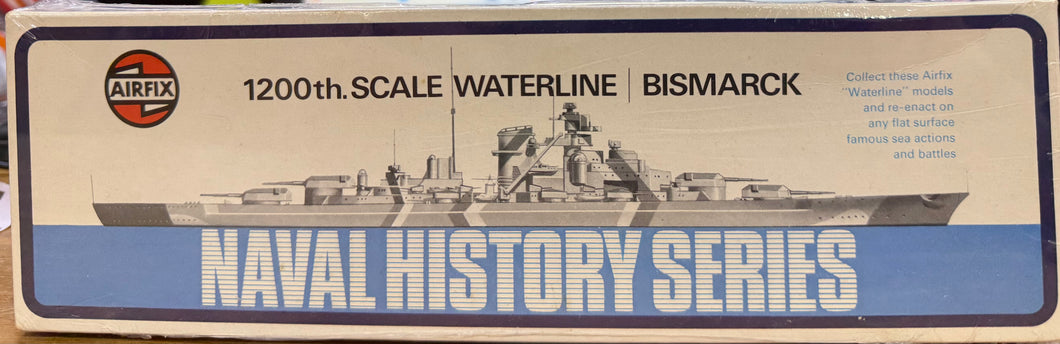 AIRFIX
1200th. SCALE WATERLINE | BISMARCK
Collect these Airfix
"Waterline" models
and re-enact on
any flat surface
famous sea actions
and battles
NAVAL HISTORY SERIES